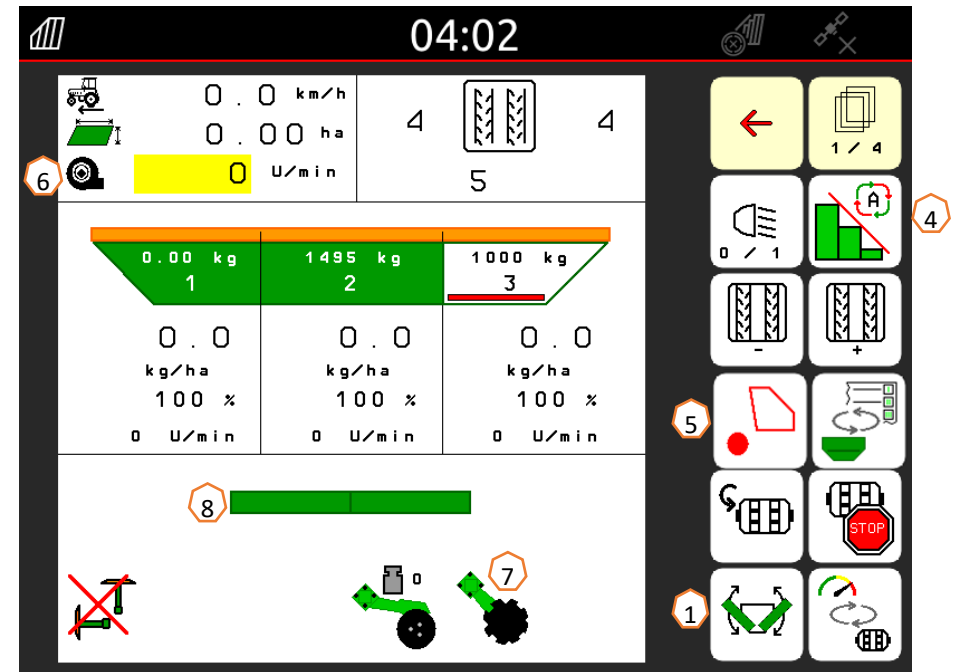 04:02
0.0 km/h
0.00 ha
6
0 U/min
4
4
5
1 / 4
A
4
0 / 1
0.00 kg
1495 kg
1000 kg
1
2
3
-
+
0.0
0.0
0.0
kg/ha
kg/ha
kg/ha
100 %
100 %
100 %
0 U/min
0 U/min
0 U/min
5
8
STOP
0
7
1